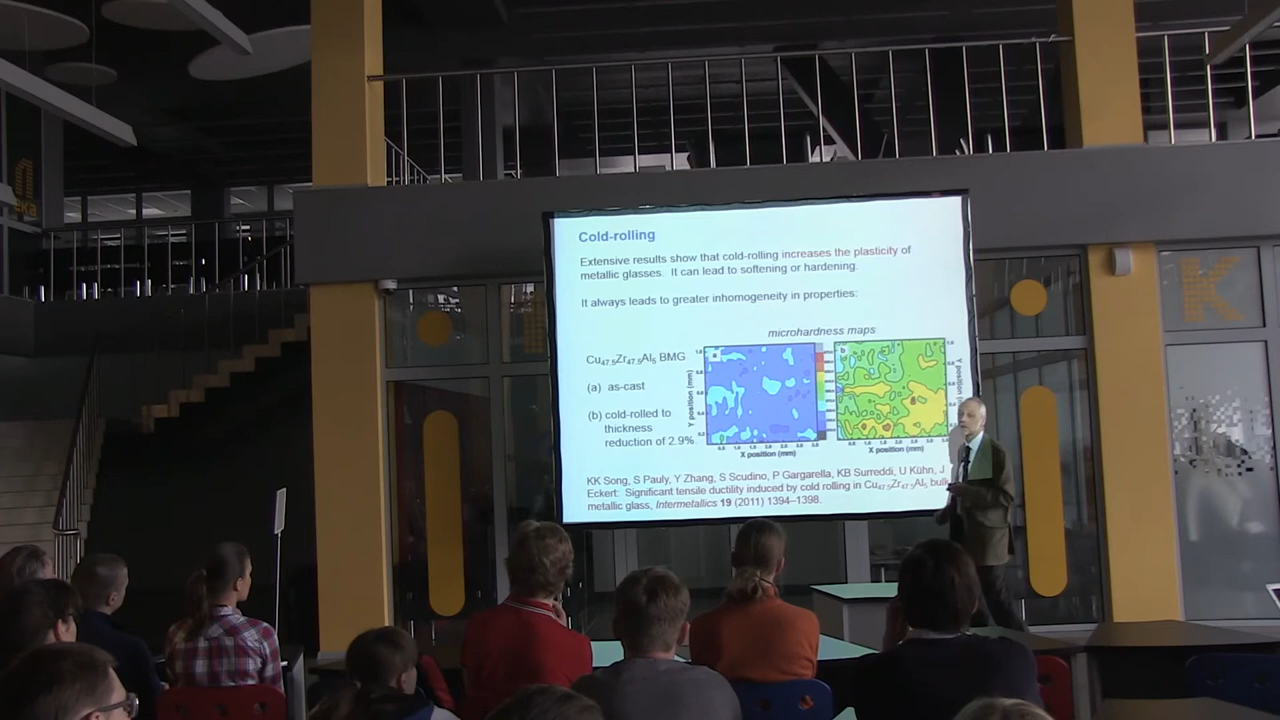 Cold-rolling
Extensive results show that cold-rolling increases the plasticity of
metallic glasses. It can lead to softening or hardening.
It always leads to greater inhomogeneity in properties:
microhardness maps
Cu47.5Zr47.5Al5 BMG
(a) as-cast
(b) cold-rolled to
thickness
reduction of 2.9%
a
b
Y position (mm)
X position (mm)
X position (mm)
Y position (mm)
KK Song, S Pauly, Y Zhang, S Scudino, P Gargarella, KB Surreddi, U Kühn, J
Eckert: Significant tensile ductility induced by cold rolling in Cu47.5Zr47.5Al5 bulk
metallic glass, Intermetallics 19 (2011) 1394–1398.
K